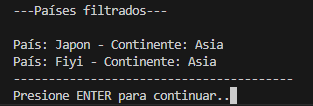 ---Países filtrados---
País: Japon - Continente: Asia
País: Fiyi - Continente: Asia
----------------------------------------
Presione ENTER para continuar..